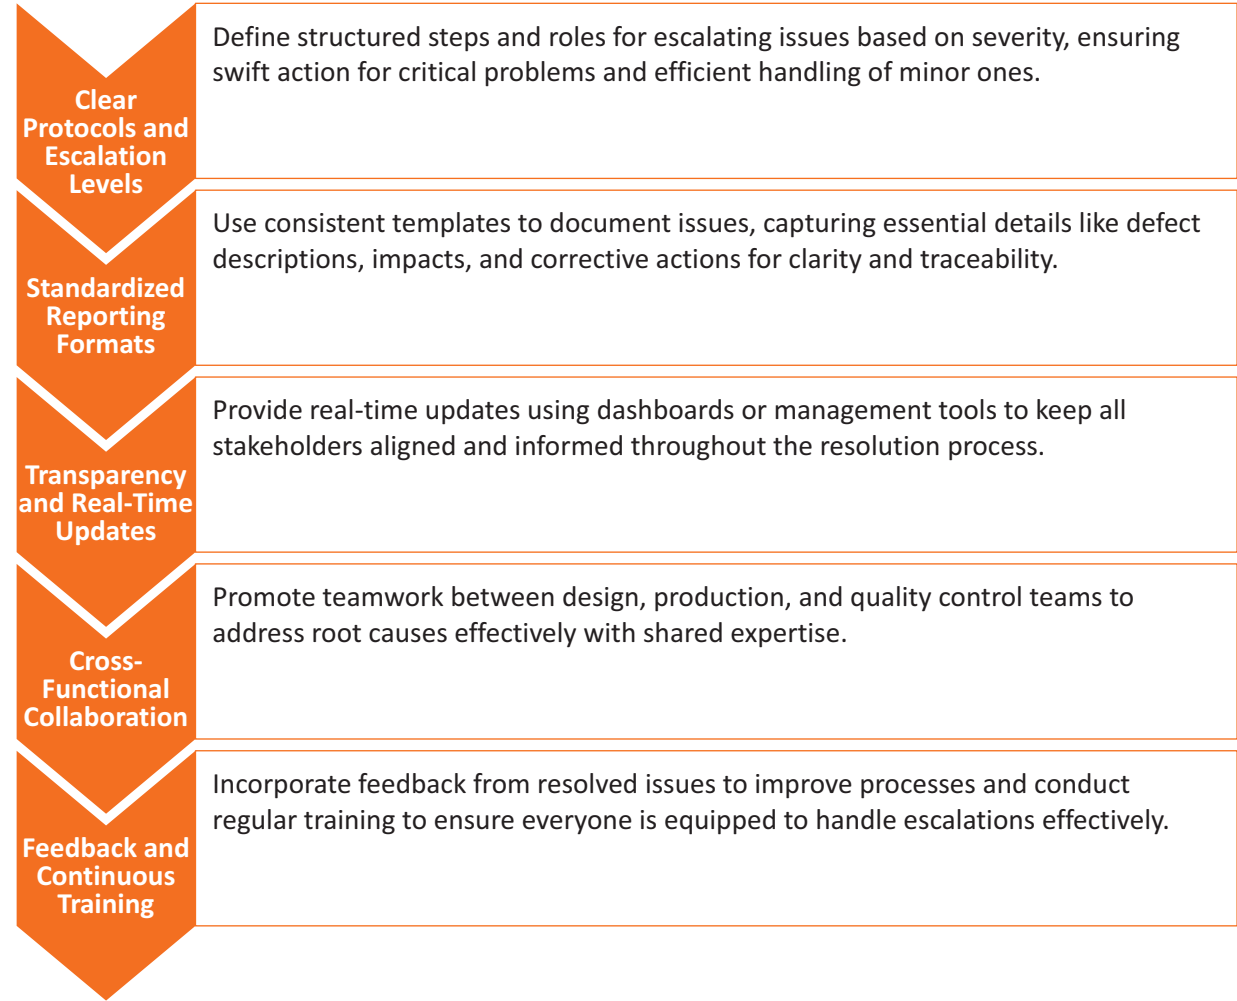 Clear
Protocols and
Escalation
Levels
Define structured steps and roles for escalating issues based on severity, ensuring
swift action for critical problems and efficient handling of minor ones.
Standardized
Reporting
Formats
Use consistent templates to document issues, capturing essential details like defect
descriptions, impacts, and corrective actions for clarity and traceability.
Transparency
and Real-Time
Updates
Provide real-time updates using dashboards or management tools to keep all
stakeholders aligned and informed throughout the resolution process.
Cross-
Functional
Collaboration
Promote teamwork between design, production, and quality control teams to
address root causes effectively with shared expertise.
Feedback and
Continuous
Training
Incorporate feedback from resolved issues to improve processes and conduct
regular training to ensure everyone is equipped to handle escalations effectively.